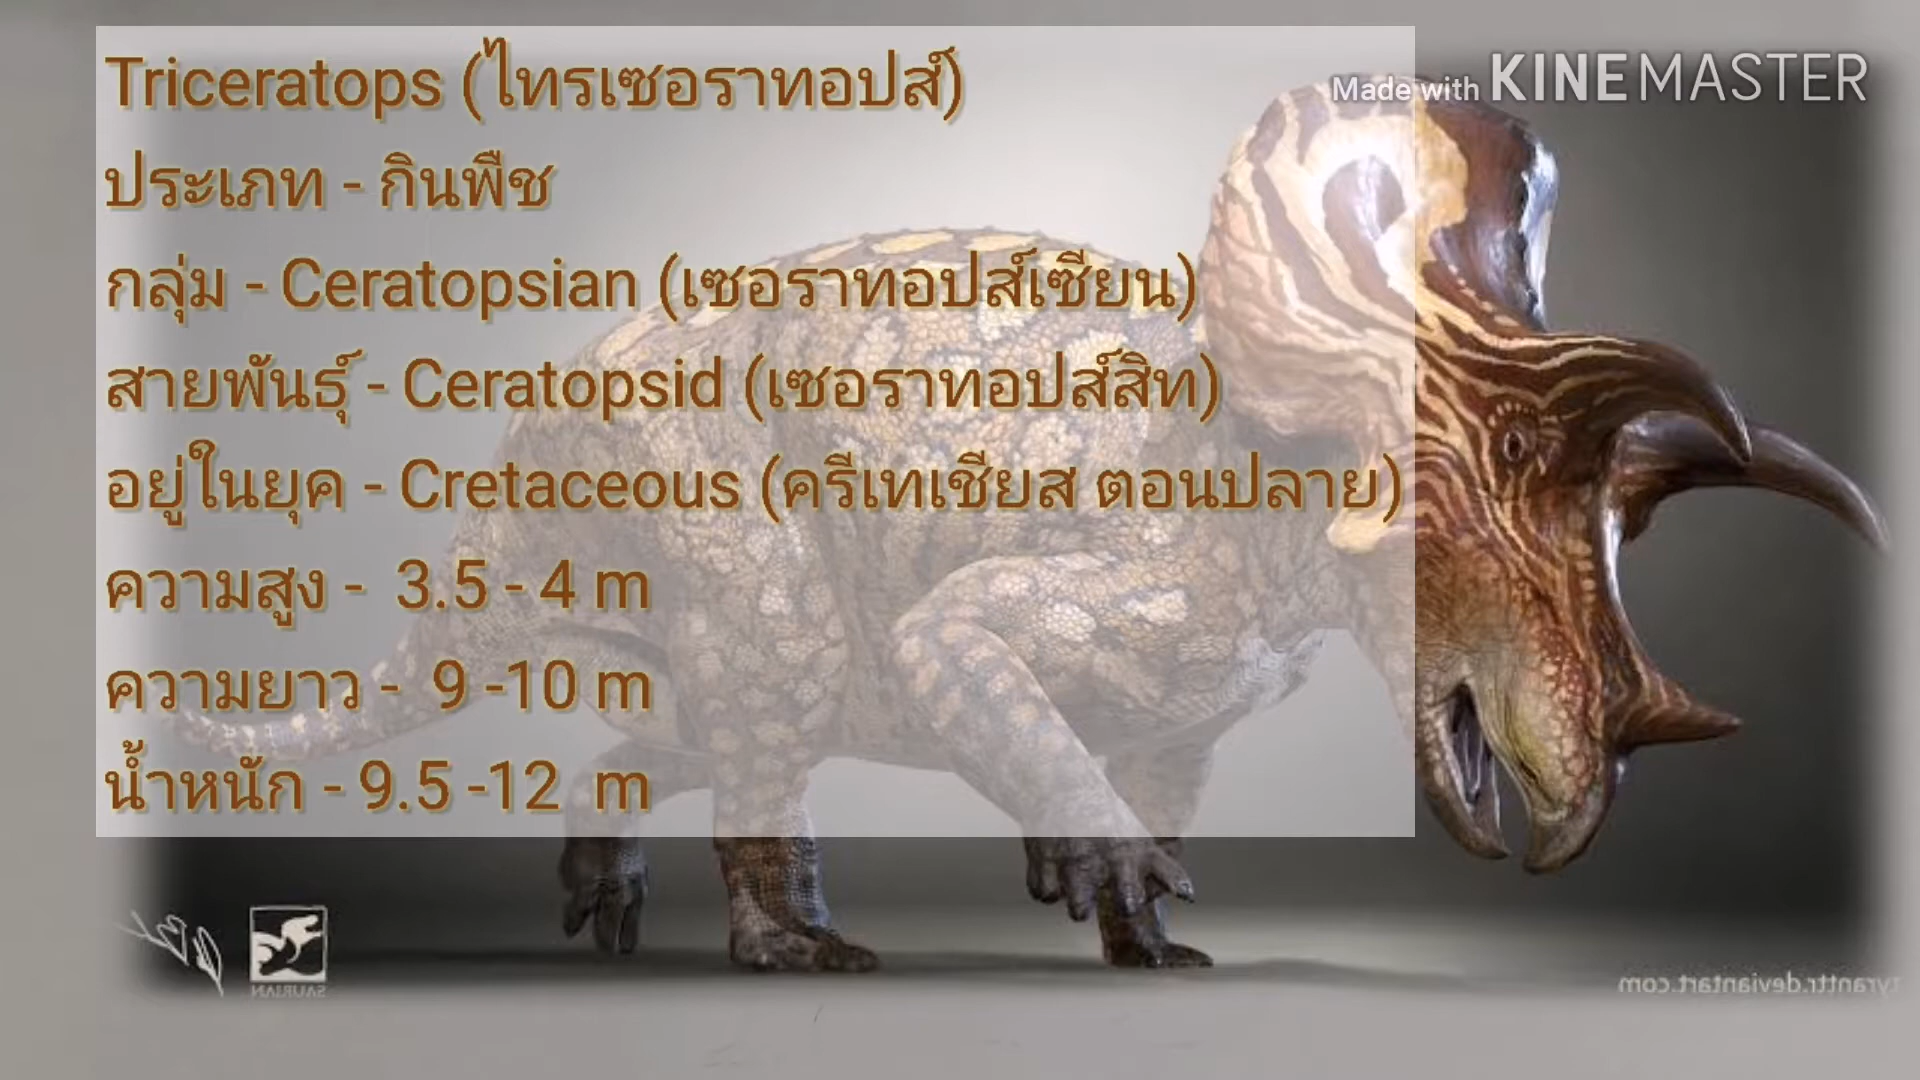 Triceratops (ไทรเซอราทอปส์)
Made with KINEMASTER
ประเภท - กินพืช
กลุ่ม - Ceratopsian (เซอราทอปส์เซียน)
สายพันธุ์ - Ceratopsid (เซอราทอปส์สิท)
อยู่ในยุค - Cretaceous (ครีเทเชียส ตอนปลาย)
ความสูง - 3.5 - 4 m
ความยาว - 9 -10 m
น้ำหนัก - 9.5 -12 m
SAURIAN
tyranttr.deviantart.com